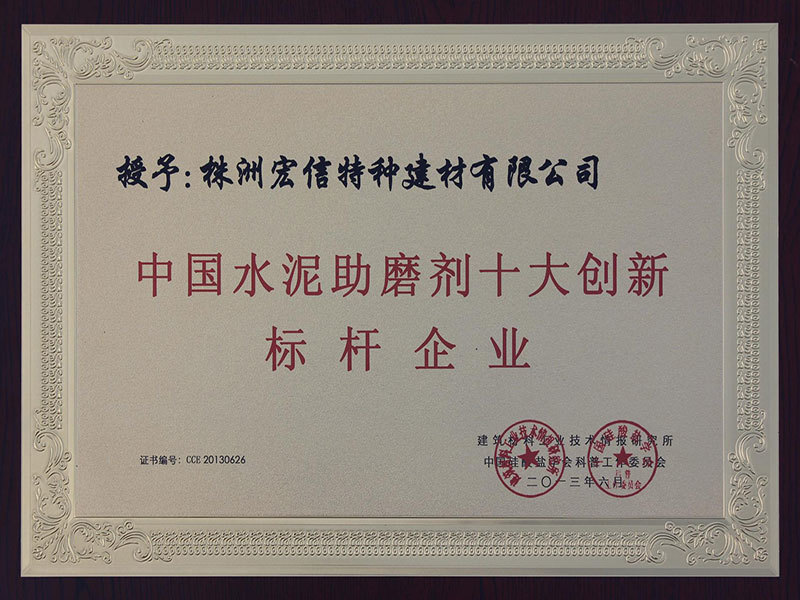 授予:株洲宏信特种建材有限公司
中国水泥助磨剂十大创新
标杆企业
证书编号: CCE 20130626
建筑材料工业技术情报研究所
中国硅酸盐学会科普工作委员会
二〇一三年六月